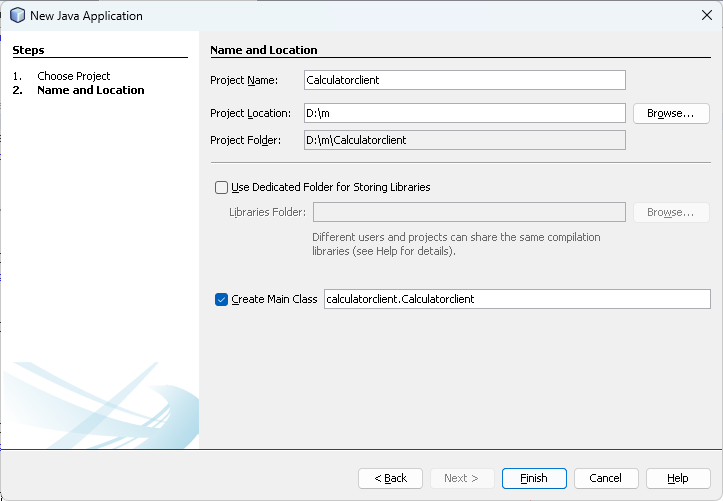 New Java Application
Steps
1. Choose Project
2. Name and Location
Name and Location
Project Name: Calculatorclient
Project Location: D:\m Browse...
Project Folder: D:\m\Calculatorclient
Use Dedicated Folder for Storing Libraries
Libraries Folder: Browse...
Different users and projects can share the same compilation
libraries (see Help for details).
Create Main Class calculatorclient.Calculatorclient
< Back Next > Finish Cancel Help